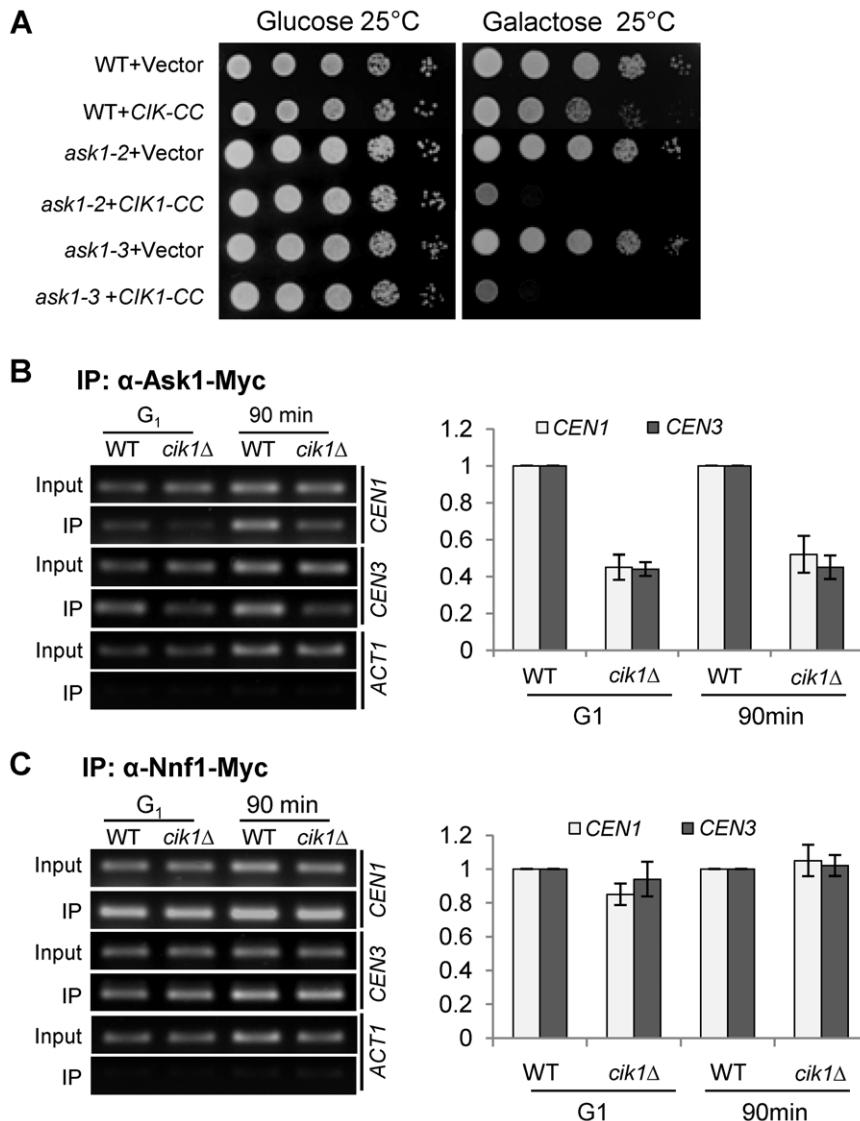 A
Glucose 25°C
Galactose 25°C
WT+Vector
WT+CIK-CC
ask1-2+Vector
ask1-2+CIK1-CC
ask1-3+Vector
ask1-3 +CIK1-CC
B
IP: α-Ask1-Myc
G1
90 min
WT cik1Δ WT cik1Δ
Input
IP
CEN1
Input
IP
CEN3
Input
IP
ACT1
CEN1 CEN3
1.2
1
0.8
0.6
0.4
0.2
0
WT cik1Δ WT cik1Δ
G1 90min
C
IP: α-Nnf1-Myc
G1
90 min
WT cik1Δ WT cik1Δ
Input
IP
CEN1
Input
IP
CEN3
Input
IP
ACT1
CEN1 CEN3
1.2
1
0.8
0.6
0.4
0.2
0
WT cik1Δ WT cik1Δ
G1 90min